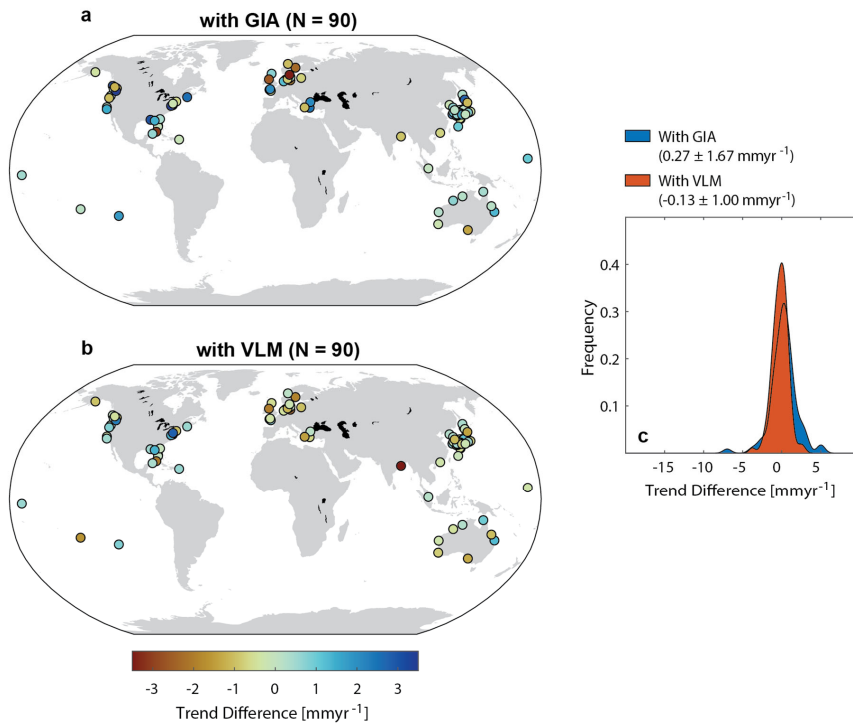 a
with GIA (N = 90)
b
with VLM (N = 90)
-3 -2 -1 0 1 2 3
Trend Difference [mmyr -1]
With GIA
(0.27 ± 1.67 mmyr -1)
With VLM
(-0.13 ± 1.00 mmyr-1)
0.4
0.3
0.2
0.1
Frequency
c
-15 -10 -5 0 5
Trend Difference [mmyr-1]